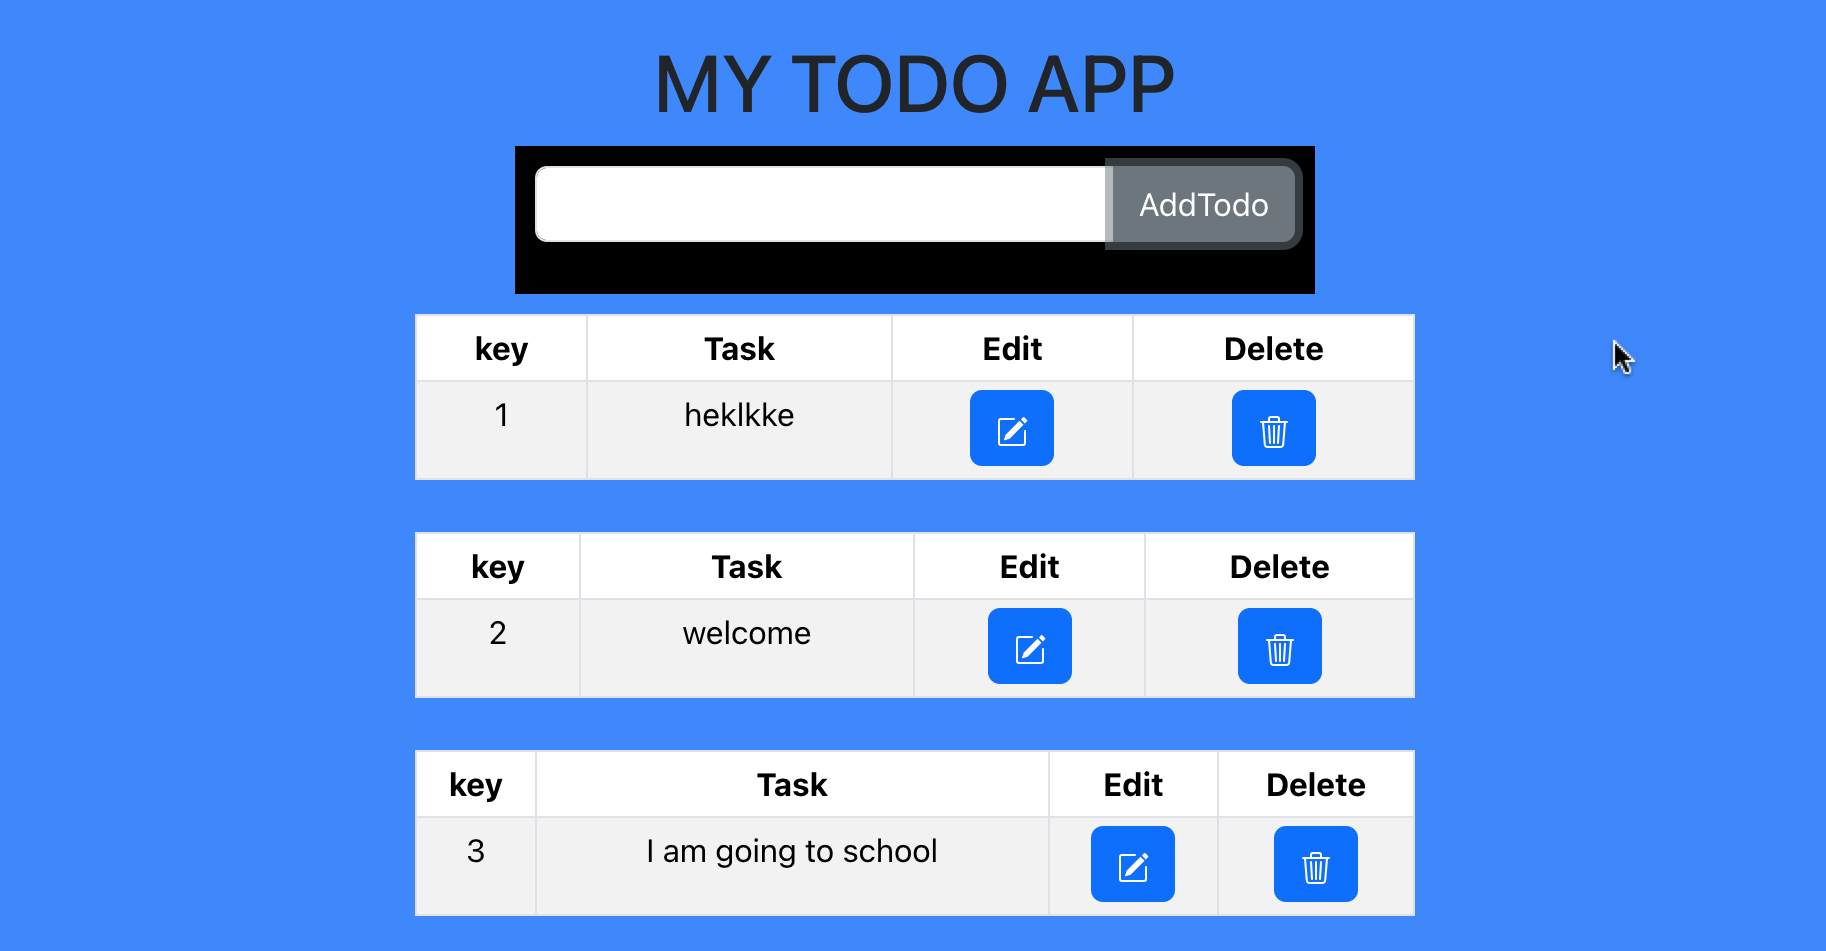 MY TODO APP
AddTodo
key Task Edit Delete
1 heklkke
key Task Edit Delete
2 welcome
key Task Edit Delete
3 I am going to school